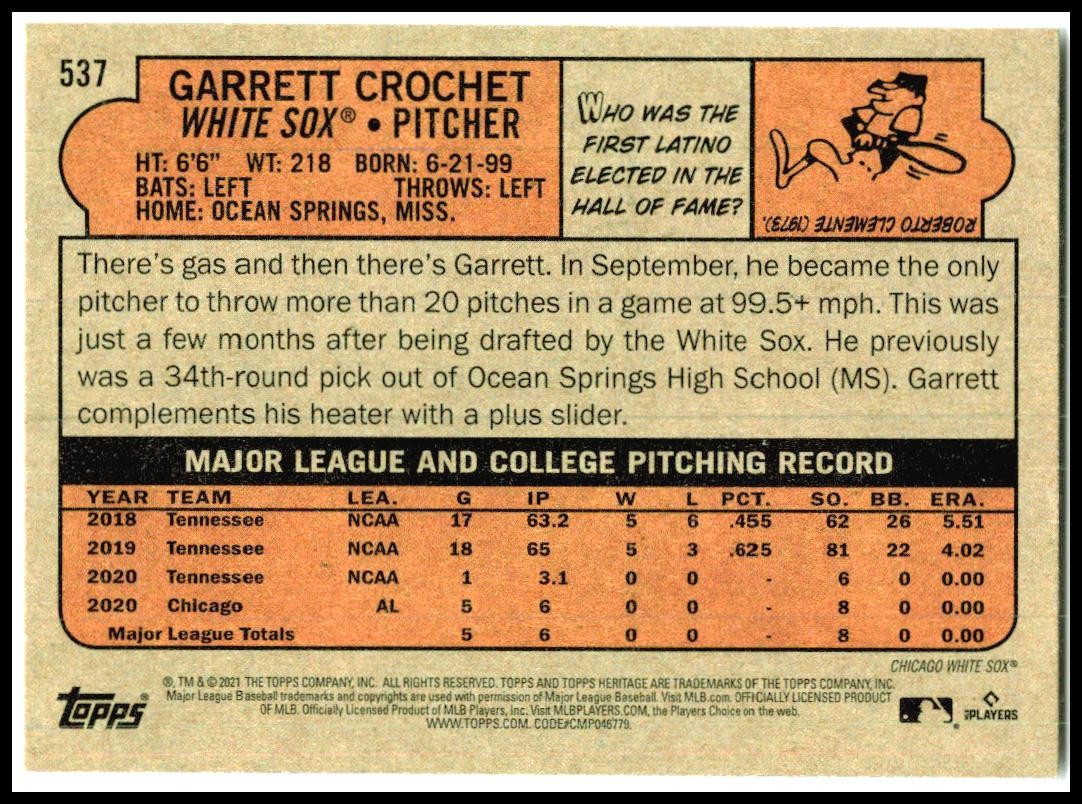 537
GARRETT CROCHET
WHITE SOX® • PITCHER
HT: 6'6" WT: 218 BORN: 6-21-99
BATS: LEFT THROWS: LEFT
HOME: OCEAN SPRINGS, MISS.
WHO WAS THE
FIRST LATINO
ELECTED IN THE
HALL OF FAME?
ROBERTO CLEMENTE (1973).
There's gas and then there's Garrett. In September, he became the only
pitcher to throw more than 20 pitches in a game at 99.5+ mph. This was
just a few months after being drafted by the White Sox. He previously
was a 34th-round pick out of Ocean Springs High School (MS). Garrett
complements his heater with a plus slider.
MAJOR LEAGUE AND COLLEGE PITCHING RECORD
YEAR TEAM LEA. G IP W L PCT. SO. BB. ERA.
2018 Tennessee NCAA 17 63.2 5 6 .455 62 26 5.51
2019 Tennessee NCAA 18 65 5 3 .625 81 22 4.02
2020 Tennessee NCAA 1 3.1 0 0 - 6 0 0.00
2020 Chicago AL 5 6 0 0 - 8 0 0.00
Major League Totals 5 6 0 0 - 8 0 0.00
CHICAGO WHITE SOX®
®, TM & © 2021 THE TOPPS COMPANY, INC. ALL RIGHTS RESERVED. TOPPS AND TOPPS HERITAGE ARE TRADEMARKS OF THE TOPPS COMPANY, INC.
Major League Baseball trademarks and copyrights are used with permission of Major League Baseball. Visit MLB.com. OFFICIALLY LICENSED PRODUCT
OF MLB. Officially Licensed Product of MLB Players, Inc. Visit MLBPLAYERS.COM, the Players Choice on the web.
WWW.TOPPS.COM. CODE#CMP046779.
topps®
MLB PLAYERS